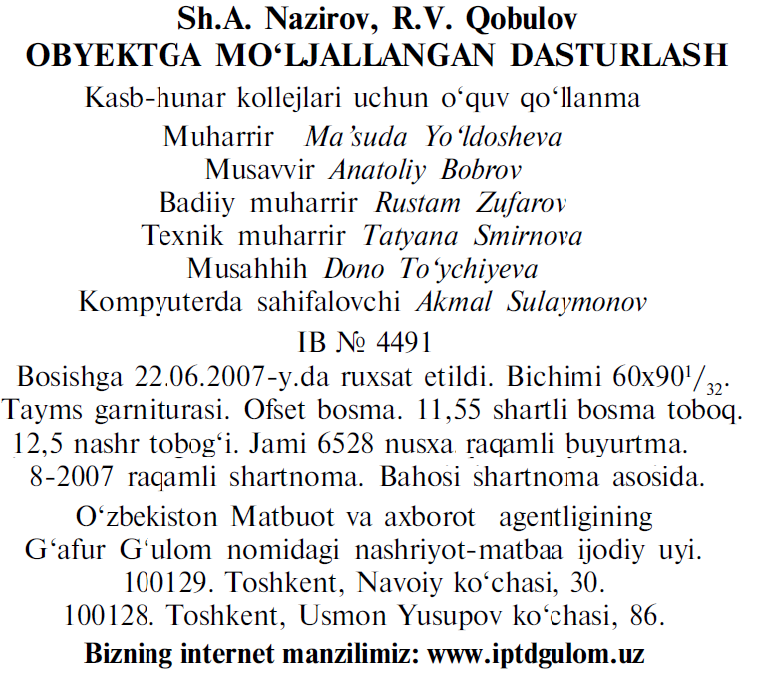 Sh.A. Nazirov, R.V. Qobulov
OBYEKTGA MO‘LJALLANGAN DASTURLASH
Kasb-hunar kollejlari uchun o‘quv qo‘llanma
Muharrir Ma’suda Yo‘ldosheva
Musavvir Anatoliy Bobrov
Badiiy muharrir Rustam Zufarov
Texnik muharrir Tatyana Smirnova
Musahhih Dono To‘ychiyeva
Kompyuterda sahifalovchi Akmal Sulaymonov
IB № 4491
Bosishga 22.06.2007-y.da ruxsat etildi. Bichimi 60x90¹/₃₂.
Tayms garniturasi. Ofset bosma. 11,55 shartli bosma toboq.
12,5 nashr tobog‘i. Jami 6528 nusxa raqamli buyurtma.
8-2007 raqamli shartnoma. Bahosi shartnoma asosida.
O‘zbekiston Matbuot va axborot agentligining
G‘afur G‘ulom nomidagi nashriyot-matbaa ijodiy uyi.
100129. Toshkent, Navoiy ko‘chasi, 30.
100128. Toshkent, Usmon Yusupov ko‘chasi, 86.
Bizning internet manzilimiz: www.iptdgulom.uz